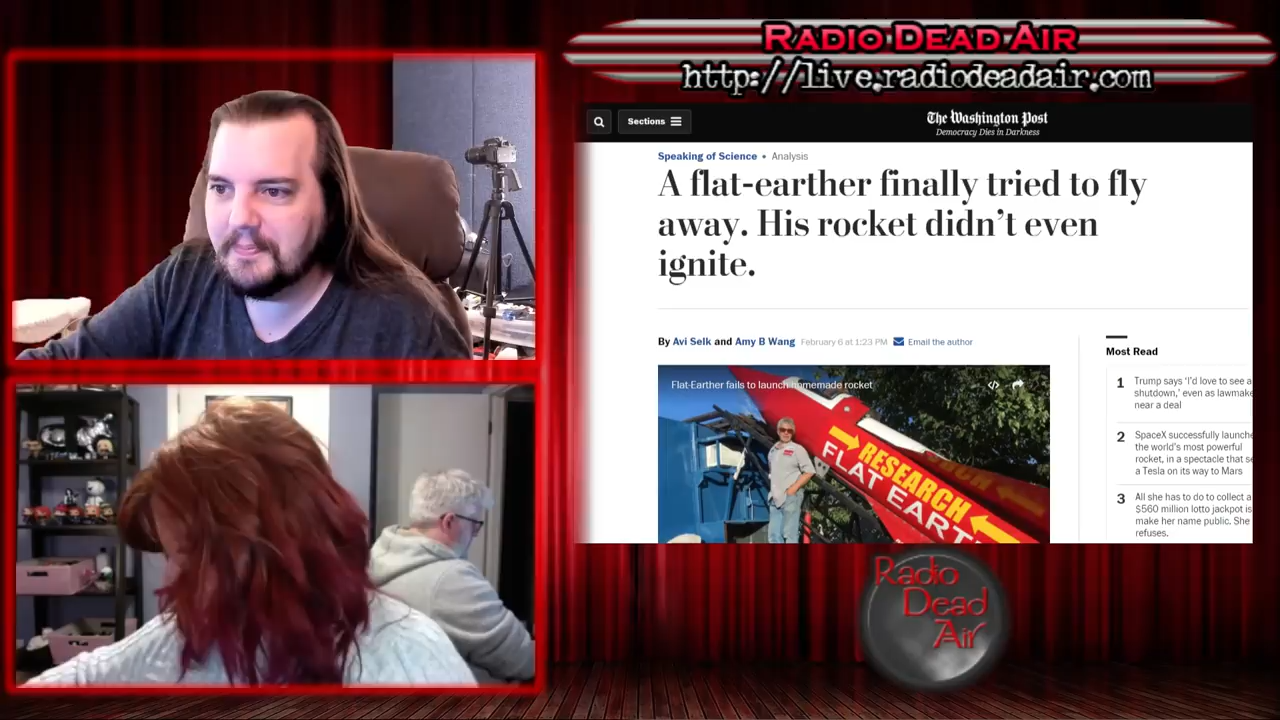 RADIO DEAD AIR
http://live.radiodeadair.com
Sections
The Washington Post
Democracy Dies in Darkness
Speaking of Science • Analysis
A flat-earther finally tried to fly
away. His rocket didn't even
ignite.
By Avi Selk and Amy B Wang February 6 at 1:23 PM Email the author
Most Read
Flat-Earther fails to launch homemade rocket
RESEARCH
FLAT EART
1 Trump says 'I'd love to see a
shutdown,' even as lawmake
near a deal
2 SpaceX successfully launche
the world's most powerful
rocket, in a spectacle that se
a Tesla on its way to Mars
3 All she has to do to collect a
$560 million lotto jackpot is
make her name public. She
refuses.
Radio
Dead
Air